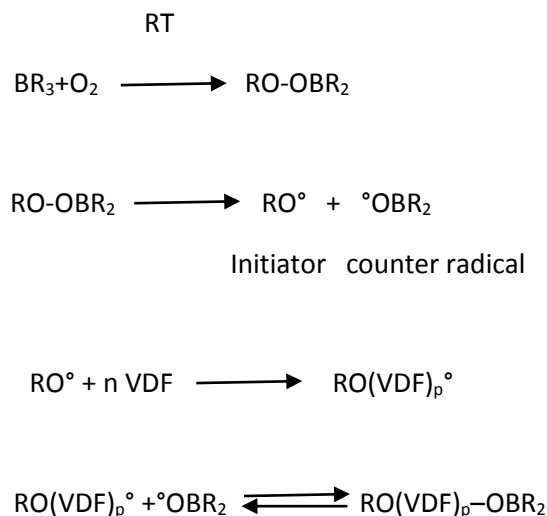 RT
BR₃+O₂ ⟶ RO-OBR₂
RO-OBR₂ ⟶ RO° + °OBR₂
Initiator counter radical
RO° + n VDF ⟶ RO(VDF)ₚ°
RO(VDF)ₚ° +°OBR₂ ⇌ RO(VDF)ₚ–OBR₂